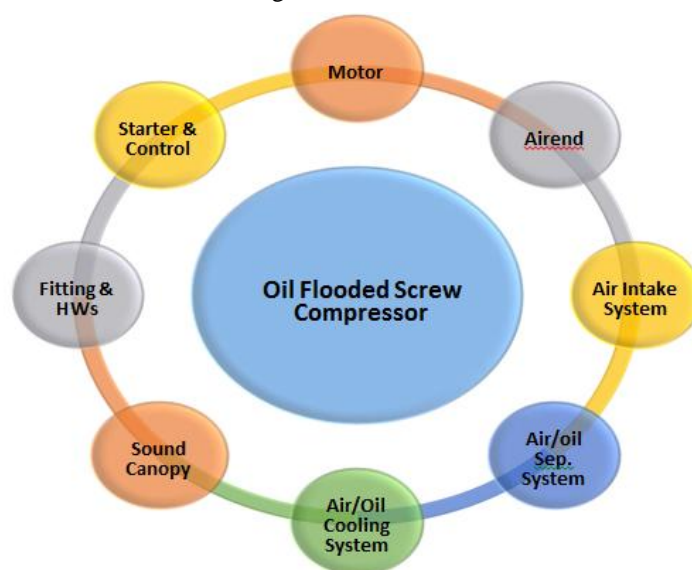 Motor
Airend
Air Intake
System
Air/oil
Sep.
System
Air/Oil
Cooling
System
Sound
Canopy
Fitting &
HWs
Starter &
Control
Oil Flooded Screw
Compressor